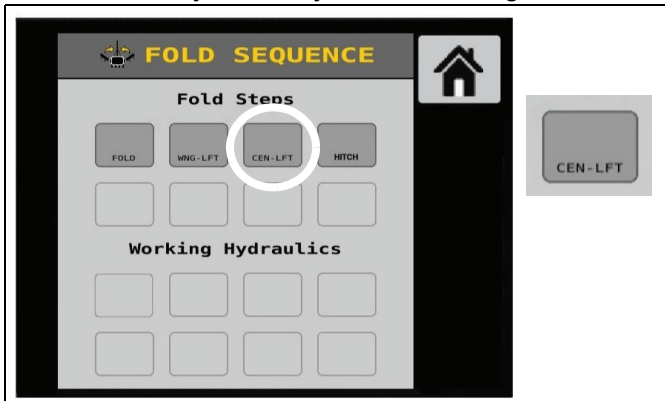 FOLD SEQUENCE
Fold Steps
FOLD WNG-LFT CEN-LFT HITCH
CEN-LFT
Working Hydraulics